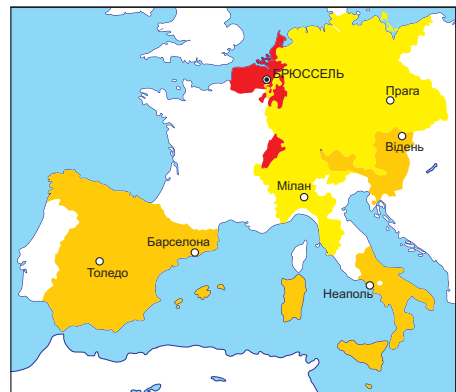 БРЮССЕЛЬ
Прага
Відень
Мілан
Барселона
Толедо
Неаполь